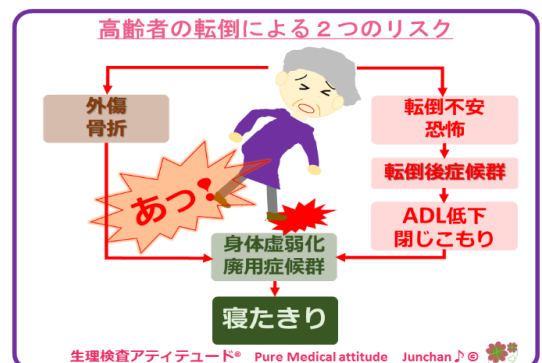 高齢者の転倒による２つのリスク
外傷
骨折
あっ！
転倒不安
恐怖
転倒後症候群
ADL低下
閉じこもり
身体虚弱化
廃用症候群
寝たきり
生理検査アティテュード® Pure Medical attitude Junchan♪©